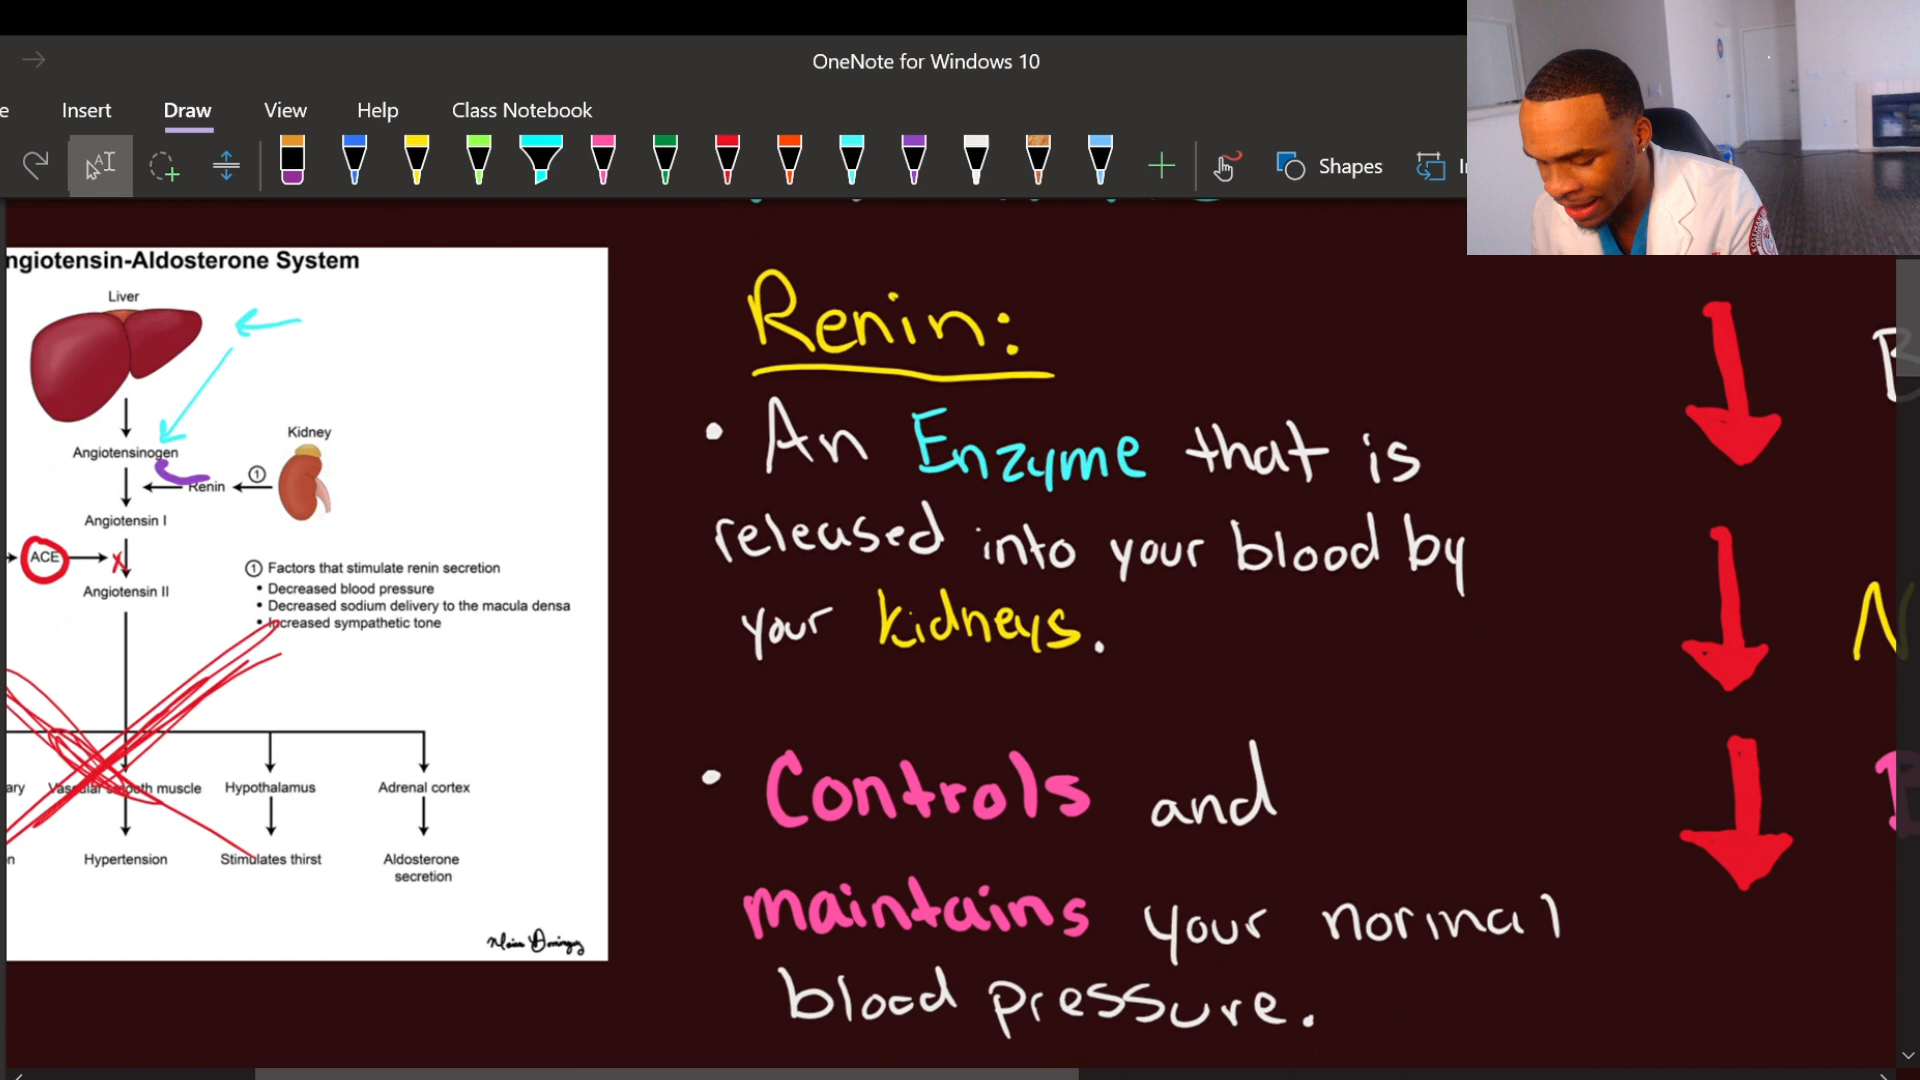 OneNote for Windows 10
Insert Draw View Help Class Notebook
Shapes
ngiotensin-Aldosterone System
Liver
Angiotensinogen
Kidney
Renin
1
Angiotensin I
ACE
X
Angiotensin II
1 Factors that stimulate renin secretion
• Decreased blood pressure
• Decreased sodium delivery to the macula densa
• Increased sympathetic tone
ary
Vascular smooth muscle
Hypothalamus
Adrenal cortex
n
Hypertension
Stimulates thirst
Aldosterone
secretion
Renin:
• An Enzyme that is
released into your blood by
your kidneys.
• Controls and
maintains your normal
blood pressure.
B
N